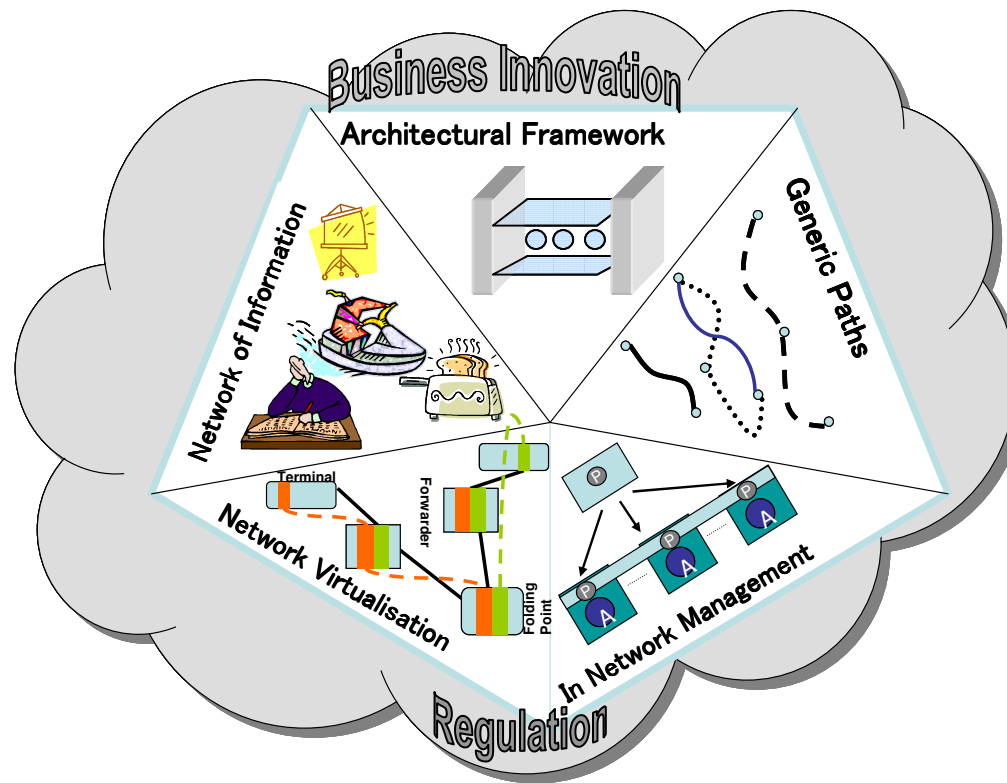 Business Innovation
Architectural Framework
Network of Information
Generic Paths
Terminal
Forwarder
Network Virtualisation
Folding
Point
P
P
P
P
A
A
A
In Network Management
Regulation